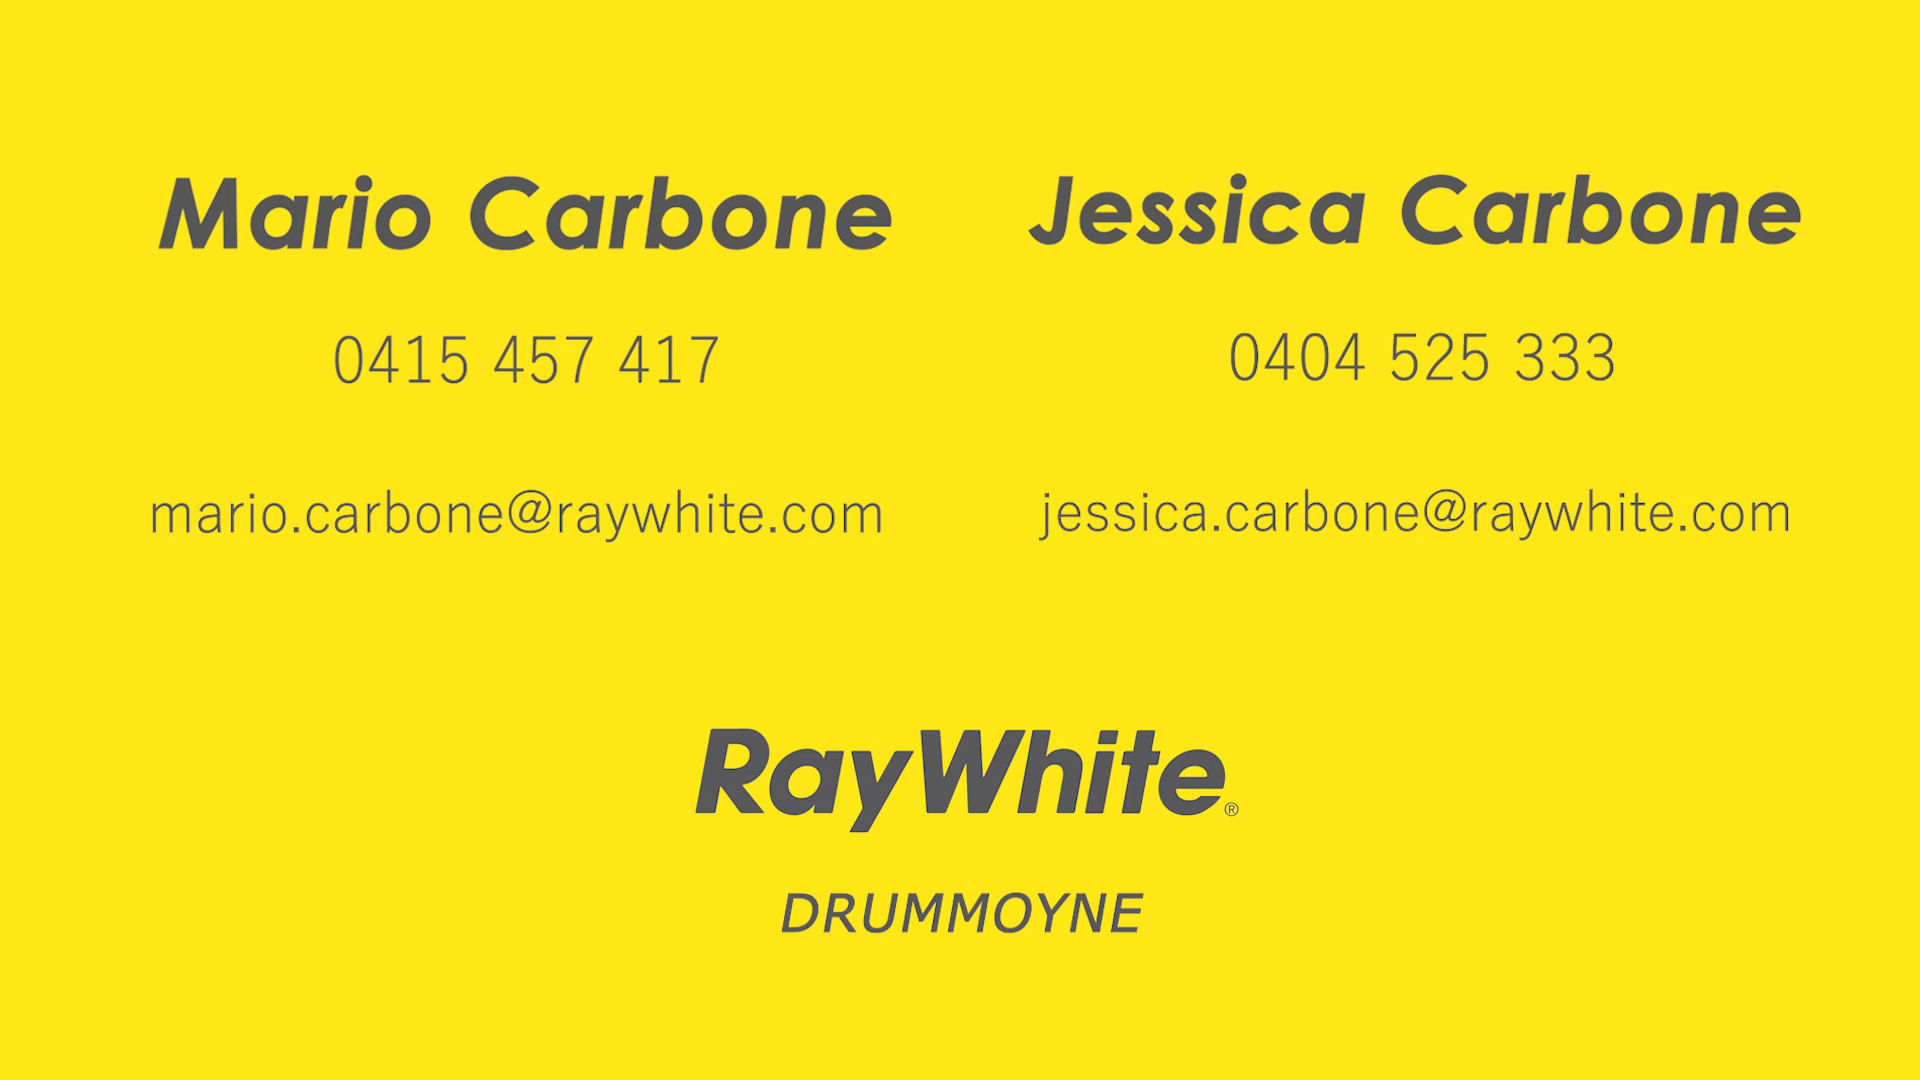 Mario Carbone
0415 457 417
mario.carbone@raywhite.com
Jessica Carbone
0404 525 333
jessica.carbone@raywhite.com
RayWhite®
DRUMMOYNE